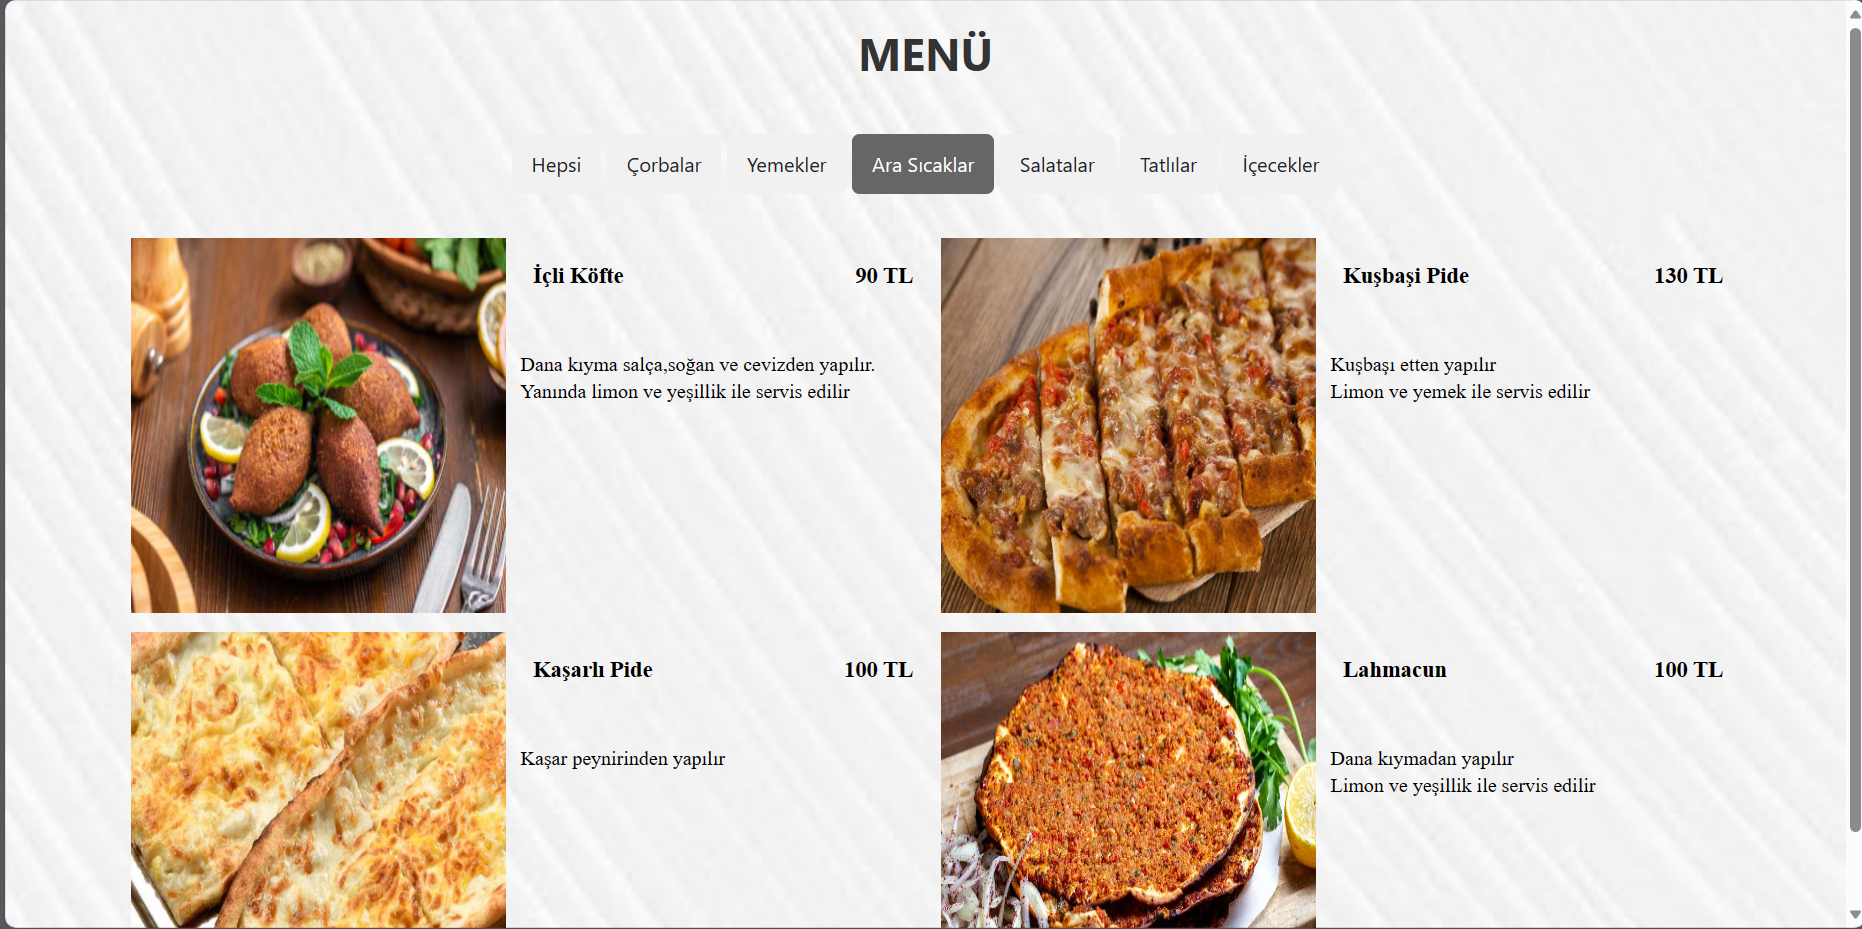 MENÜ
Hepsi Çorbalar Yemekler Ara Sıcaklar Salatalar Tatlılar İçecekler
İçli Köfte 90 TL
Dana kıyma salça,soğan ve cevizden yapılır.
Yanında limon ve yeşillik ile servis edilir
Kuşbaşi Pide 130 TL
Kuşbaşı etten yapılır
Limon ve yemek ile servis edilir
Kaşarlı Pide 100 TL
Kaşar peynirinden yapılır
Lahmacun 100 TL
Dana kıymadan yapılır
Limon ve yeşillik ile servis edilir